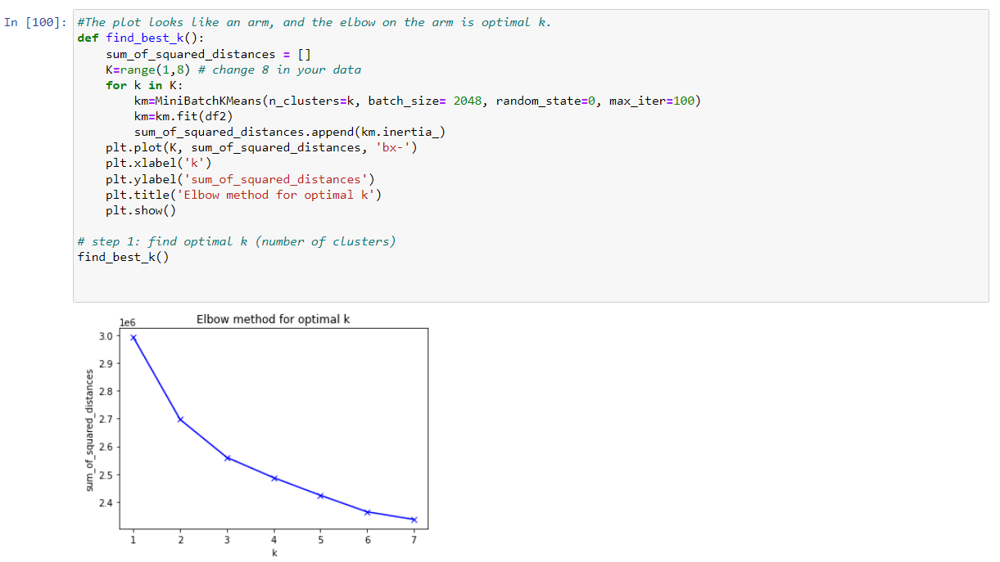 In [100]: #The plot looks like an arm, and the elbow on the arm is optimal k.
def find_best_k():
    sum_of_squared_distances = []
    K=range(1,8) # change 8 in your data
    for k in K:
        km=MiniBatchKMeans(n_clusters=k, batch_size= 2048, random_state=0, max_iter=100)
        km=km.fit(df2)
        sum_of_squared_distances.append(km.inertia_)
    plt.plot(K, sum_of_squared_distances, 'bx-')
    plt.xlabel('k')
    plt.ylabel('sum_of_squared_distances')
    plt.title('Elbow method for optimal k')
    plt.show()
# step 1: find optimal k (number of clusters)
find_best_k()
Elbow method for optimal k
1e6
3.0
2.9
2.8
2.7
2.6
2.5
2.4
sum_of_squared_distances
1 2 3 4 5 6 7
k